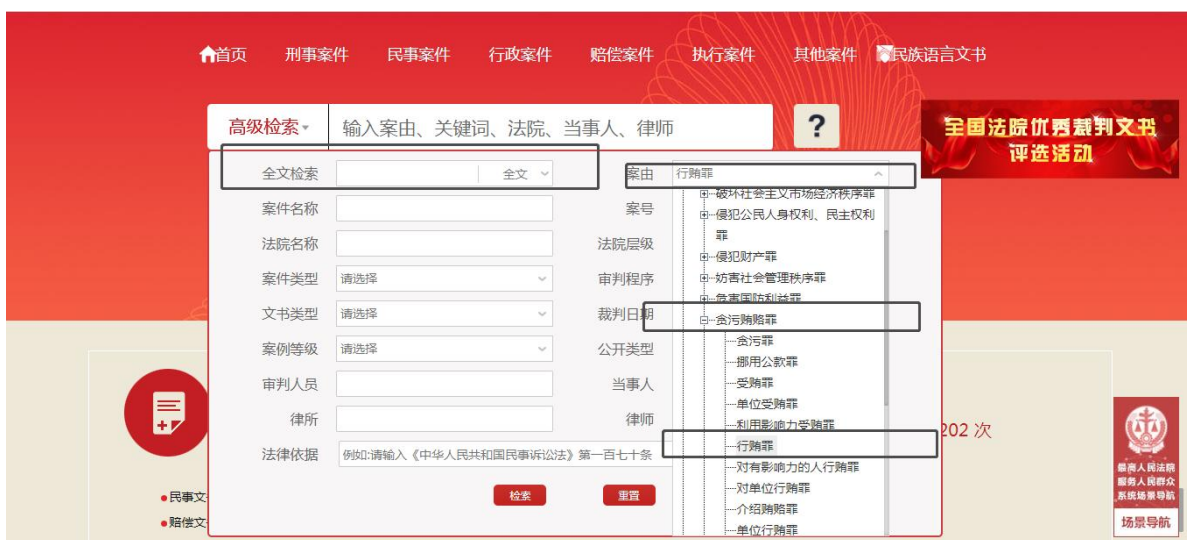 首页 刑事案件 民事案件 行政案件 赔偿案件 执行案件 其他案件 民族语言文书
高级检索 输入案由、关键词、法院、当事人、律师 ?
全国法院优秀裁判文书
评选活动
全文检索 全文 案由 行贿罪
破坏社会主义市场经济秩序罪
案件名称 案号 侵犯公民人身权利、民主权利
罪
法院名称 法院层级
侵犯财产罪
案件类型 请选择 审判程序 妨害社会管理秩序罪
危害国防利益罪
文书类型 请选择 裁判日期 贪污贿赂罪
案例等级 请选择 公开类型 贪污罪
挪用公款罪
审判人员 当事人 受贿罪
单位受贿罪
律所 律师 利用影响力受贿罪
202 次
行贿罪
法律依据 例如:请输入《中华人民共和国民事诉讼法》第一百七十条
对有影响力的人行贿罪
检索 重置 对单位行贿罪
介绍贿赂罪
单位行贿罪
民事文
赔偿文
最高人民法院
服务人民群众
系统场景导航
场景导航